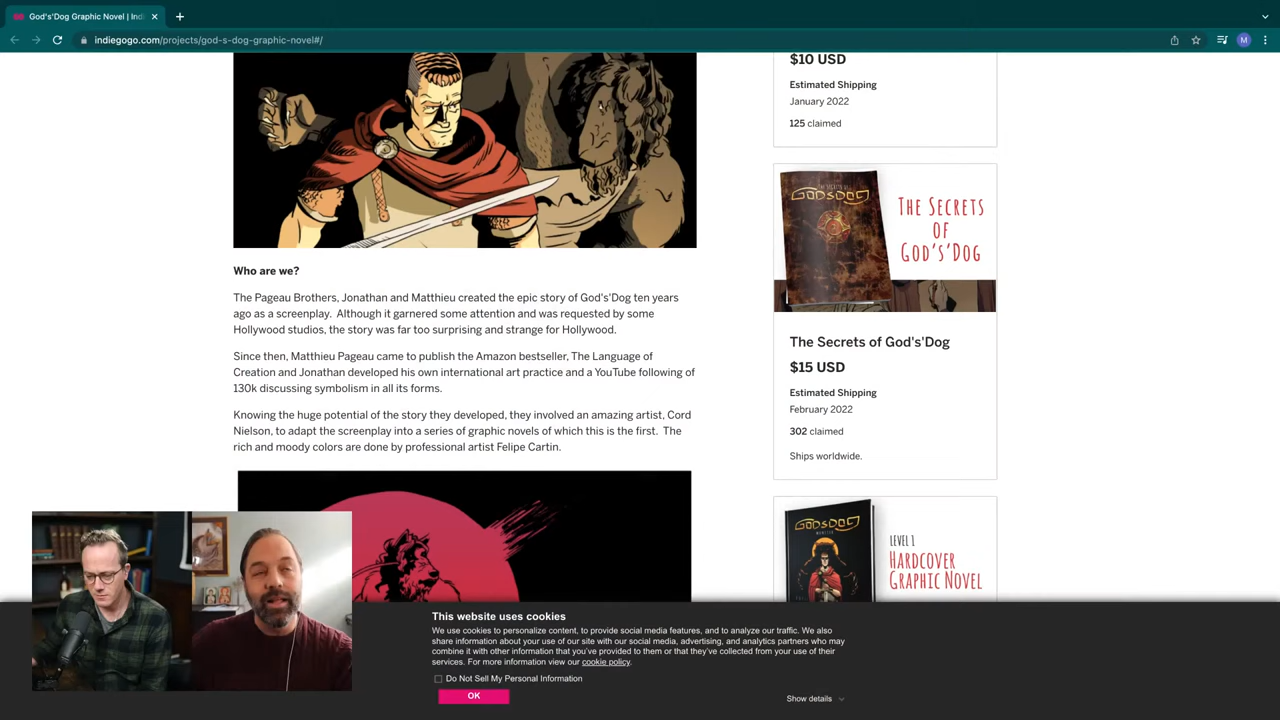 God's'Dog Graphic Novel | Indi
indiegogo.com/projects/god-s-dog-graphic-novel#/
M
$10 USD
Estimated Shipping
January 2022
125 claimed
THE SECRETS OF
GODSDOG
THE SECRETS
OF
GOD'S'DOG
The Secrets of God's'Dog
$15 USD
Estimated Shipping
February 2022
302 claimed
Ships worldwide.
GODSDOG
MONSTER
LEVEL 1
HARDCOVER
GRAPHIC NOVEL
Who are we?
The Pageau Brothers, Jonathan and Matthieu created the epic story of God's'Dog ten years
ago as a screenplay. Although it garnered some attention and was requested by some
Hollywood studios, the story was far too surprising and strange for Hollywood.
Since then, Matthieu Pageau came to publish the Amazon bestseller, The Language of
Creation and Jonathan developed his own international art practice and a YouTube following of
130k discussing symbolism in all its forms.
Knowing the huge potential of the story they developed, they involved an amazing artist, Cord
Nielson, to adapt the screenplay into a series of graphic novels of which this is the first. The
rich and moody colors are done by professional artist Felipe Cartin.
This website uses cookies
We use cookies to personalize content, to provide social media features, and to analyze our traffic. We also
share information about your use of our site with our social media, advertising, and analytics partners who may
combine it with other information that you've provided to them or that they've collected from your use of their
services. For more information view our cookie policy.
Do Not Sell My Personal Information
OK
Show details